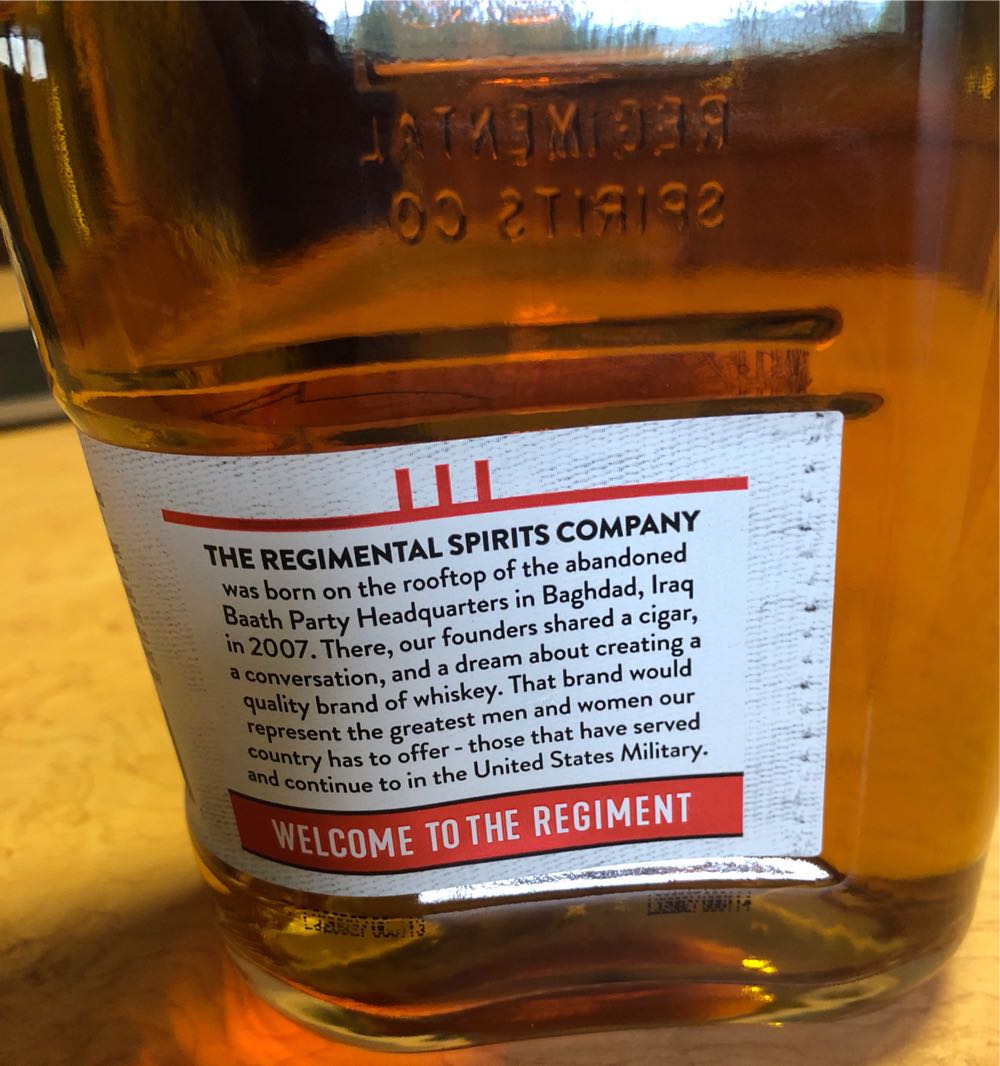 REGIMENTAL
SPIRITS CO
THE REGIMENTAL SPIRITS COMPANY
was born on the rooftop of the abandoned
Baath Party Headquarters in Baghdad, Iraq
in 2007. There, our founders shared a cigar,
a conversation, and a dream about creating a
quality brand of whiskey. That brand would
represent the greatest men and women our
country has to offer - those that have served
and continue to in the United States Military.
WELCOME TO THE REGIMENT